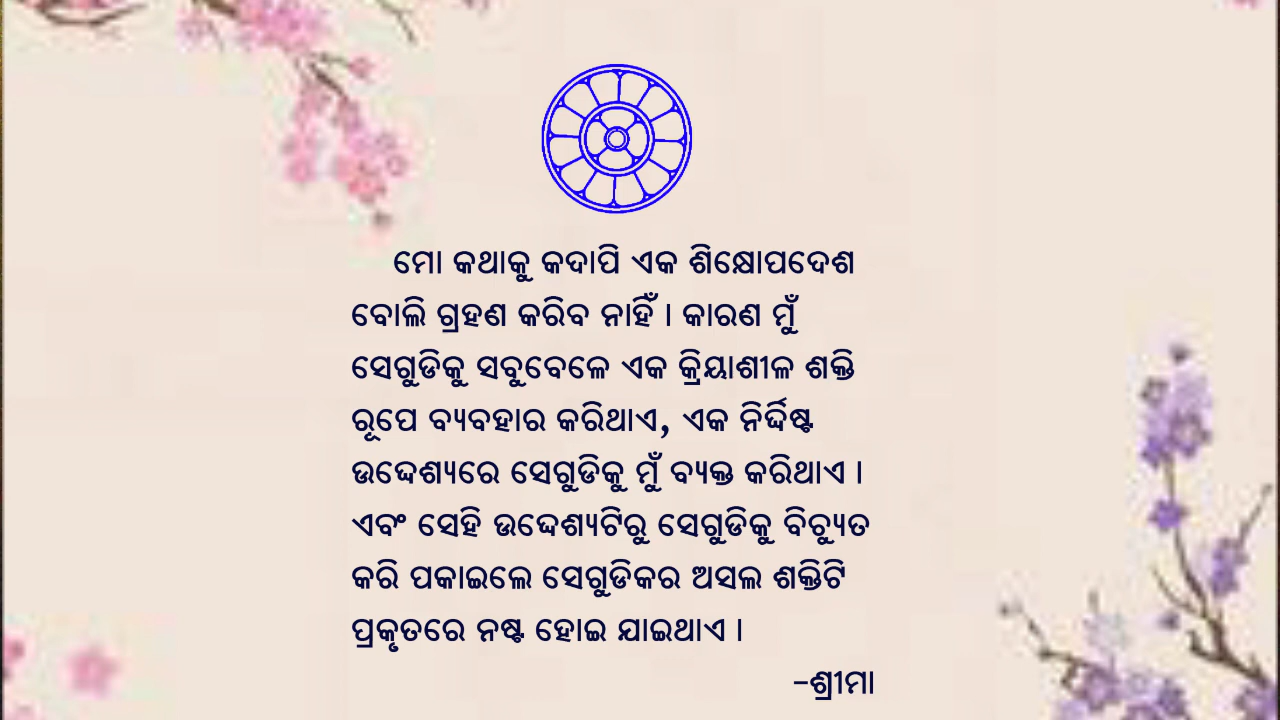 ମୋ କଥାକୁ କଦାପି ଏକ ଶିକ୍ଷୋପଦେଶ
ବୋଲି ଗ୍ରହଣ କରିବ ନାହିଁ । କାରଣ ମୁଁ
ସେଗୁଡିକୁ ସବୁବେଳେ ଏକ କ୍ରିୟାଶୀଳ ଶକ୍ତି
ରୂପେ ବ୍ୟବହାର କରିଥାଏ, ଏକ ନିର୍ଦ୍ଦିଷ୍ଟ
ଉଦ୍ଦେଶ୍ୟରେ ସେଗୁଡିକୁ ମୁଁ ବ୍ୟକ୍ତ କରିଥାଏ ।
ଏବଂ ସେହି ଉଦ୍ଦେଶ୍ୟଟିରୁ ସେଗୁଡିକୁ ବିଚ୍ୟୁତ
କରି ପକାଇଲେ ସେଗୁଡିକର ଅସଲ ଶକ୍ତିଟି
ପ୍ରକୃତରେ ନଷ୍ଟ ହୋଇ ଯାଇଥାଏ ।
-ଶ୍ରୀମା